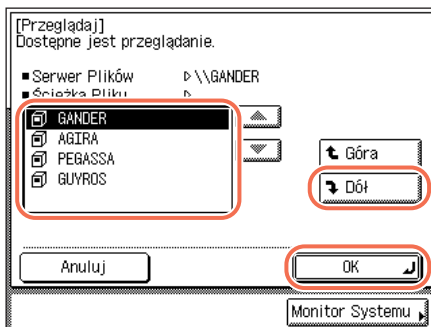 [Przeglądaj]
Dostępne jest przeglądanie.
Serwer Plików \\GANDER
Ścieżka Pliku
GANDER
AGIRA
PEGASSA
GUYROS
Góra
Dół
Anuluj
OK
Monitor Systemu